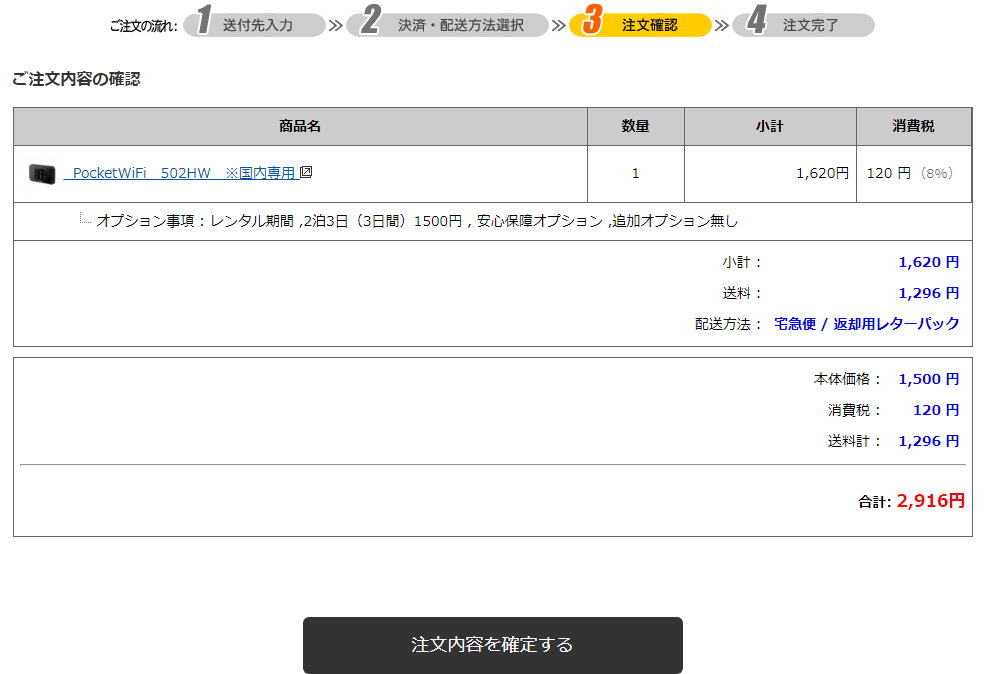 ご注文の流れ: 1 送付先入力 ≫ 2 決済・配送方法選択 ≫ 3 注文確認 ≫ 4 注文完了
ご注文内容の確認
商品名 数量 小計 消費税
PocketWiFi 502HW ※国内専用 1 1,620円 120 円 (8%)
オプション事項：レンタル期間 ,2泊3日（3日間）1500円 , 安心保障オプション ,追加オプション無し
小計： 1,620 円
送料： 1,296 円
配送方法： 宅急便 / 返却用レターパック
本体価格： 1,500 円
消費税： 120 円
送料計： 1,296 円
合計: 2,916円
注文内容を確定する